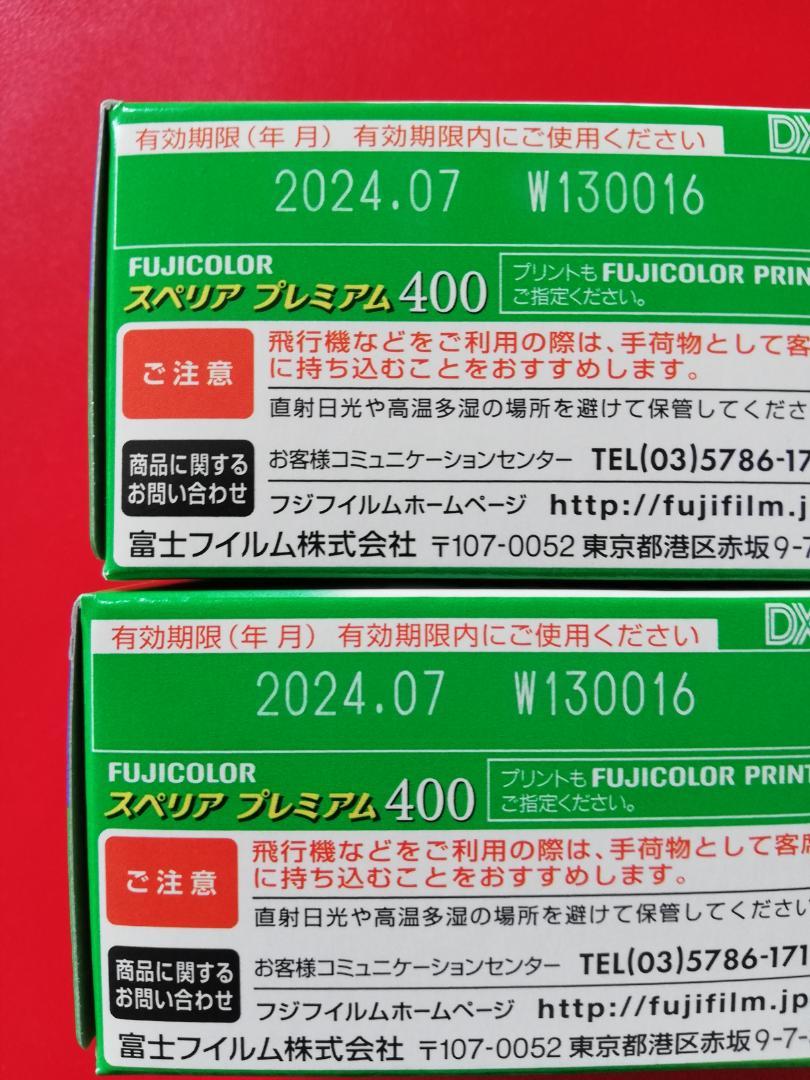 有効期限(年 月) 有効期限内にご使用ください DX
2024.07 W130016
FUJICOLOR
スペリア プレミアム 400
プリントも FUJICOLOR PRIN
ご指定ください。
ご注意
飛行機などをご利用の際は、手荷物として客
に持ち込むことをおすすめします。
直射日光や高温多湿の場所を避けて保管してくださ
商品に関する
お問い合わせ
お客様コミュニケーションセンター TEL(03)5786-17
フジフイルムホームページ http://fujifilm.j
富士フイルム株式会社 〒107-0052 東京都港区赤坂9-7
有効期限(年 月) 有効期限内にご使用ください DX
2024.07 W130016
FUJICOLOR
スペリア プレミアム 400
プリントも FUJICOLOR PRINT
ご指定ください。
ご注意
飛行機などをご利用の際は、手荷物として客席
に持ち込むことをおすすめします。
直射日光や高温多湿の場所を避けて保管してください
商品に関する
お問い合わせ
お客様コミュニケーションセンター TEL(03)5786-171
フジフイルムホームページ http://fujifilm.jp
富士フイルム株式会社 〒107-0052 東京都港区赤坂9-7-